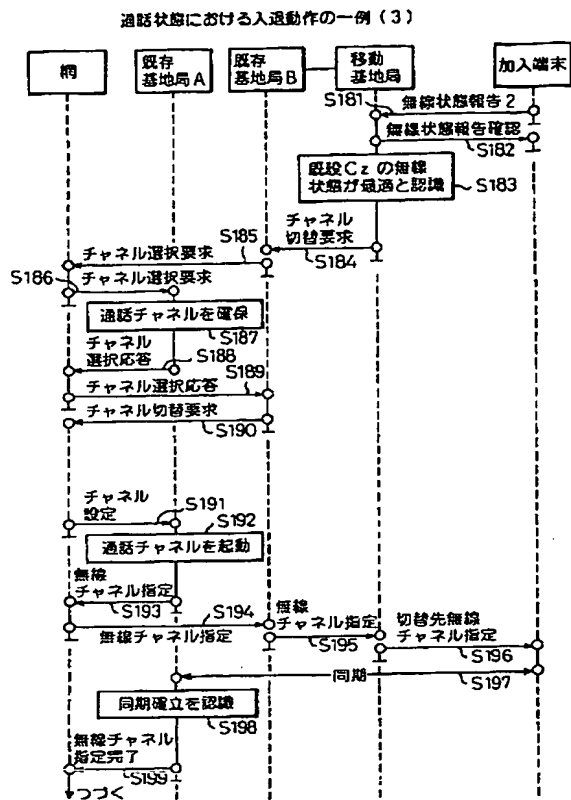 通話状態における入退動作の一例(3)
網
既存
基地局A
既存
基地局B
移動
基地局
加入端末
S181
無線状態報告2
無線状態報告確認
S182
既設Czの無線
状態が最適と認識
S183
チャネル
切替要求
S184
S185
チャネル選択要求
S186
チャネル選択要求
通話チャネルを確保
S187
チャネル
選択応答
S188
チャネル選択応答
S189
チャネル切替要求
S190
チャネル
設定
S191
S192
通話チャネルを起動
無線
チャネル指定
S193
S194
無線チャネル指定
無線
チャネル指定
S195
切替先無線
チャネル指定
S196
同期
S197
同期確立を認識
S198
無線チャネル
指定完了
S199
つづく